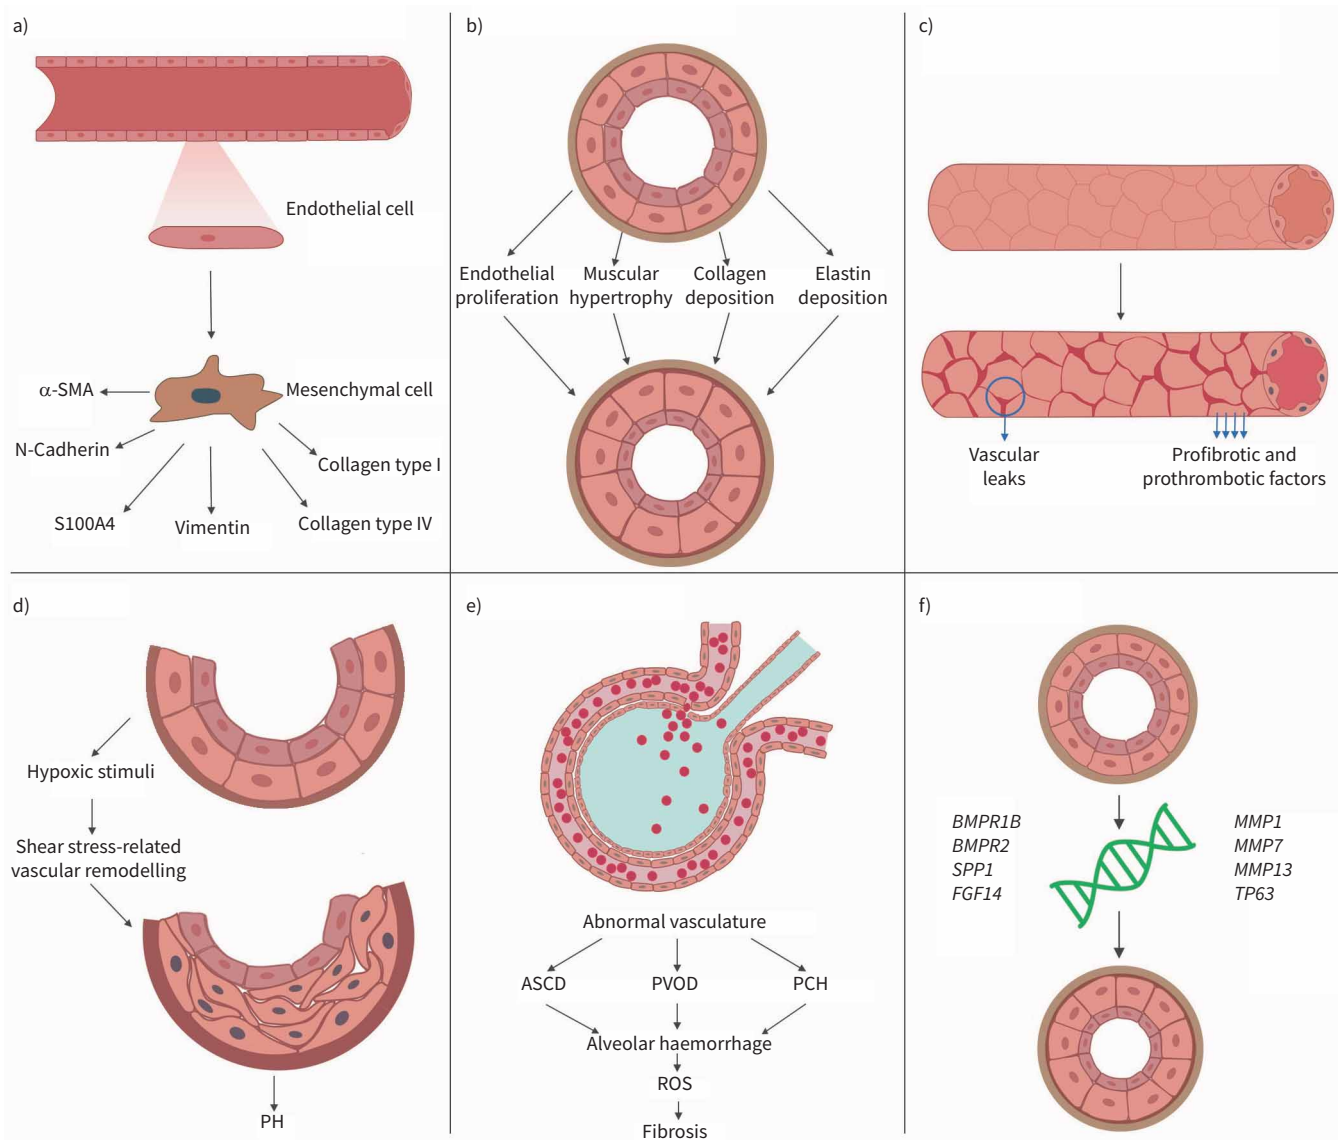 a)
Endothelial cell
α-SMA
Mesenchymal cell
N-Cadherin
Collagen type I
S100A4
Vimentin
Collagen type IV
b)
Endothelial
proliferation
Muscular
hypertrophy
Collagen
deposition
Elastin
deposition
c)
Vascular
leaks
Profibrotic and
prothrombotic factors
d)
Hypoxic stimuli
Shear stress-related
vascular remodelling
PH
e)
Abnormal vasculature
ASCD
PVOD
PCH
Alveolar haemorrhage
ROS
Fibrosis
f)
BMPR1B
BMPR2
SPP1
FGF14
MMP1
MMP7
MMP13
TP63